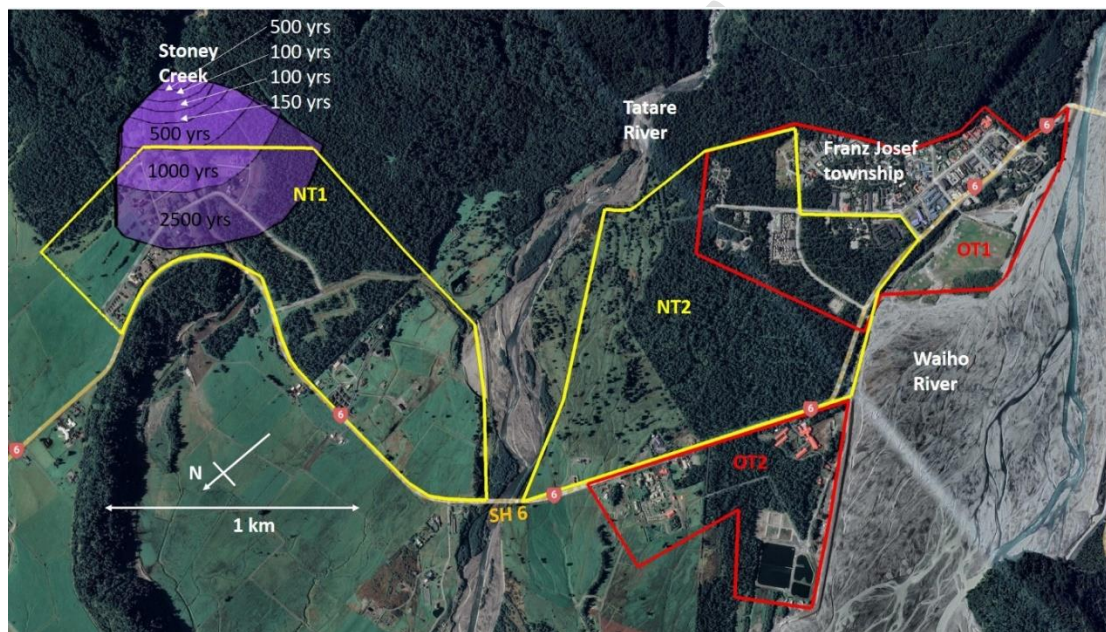 500 yrs
Stoney
Creek
100 yrs
100 yrs
150 yrs
500 yrs
1000 yrs
2500 yrs
NT1
Tatare
River
Franz Josef
township
6
6
OT1
NT2
Waiho
River
6
6
6
N
OT2
6
SH 6
1 km